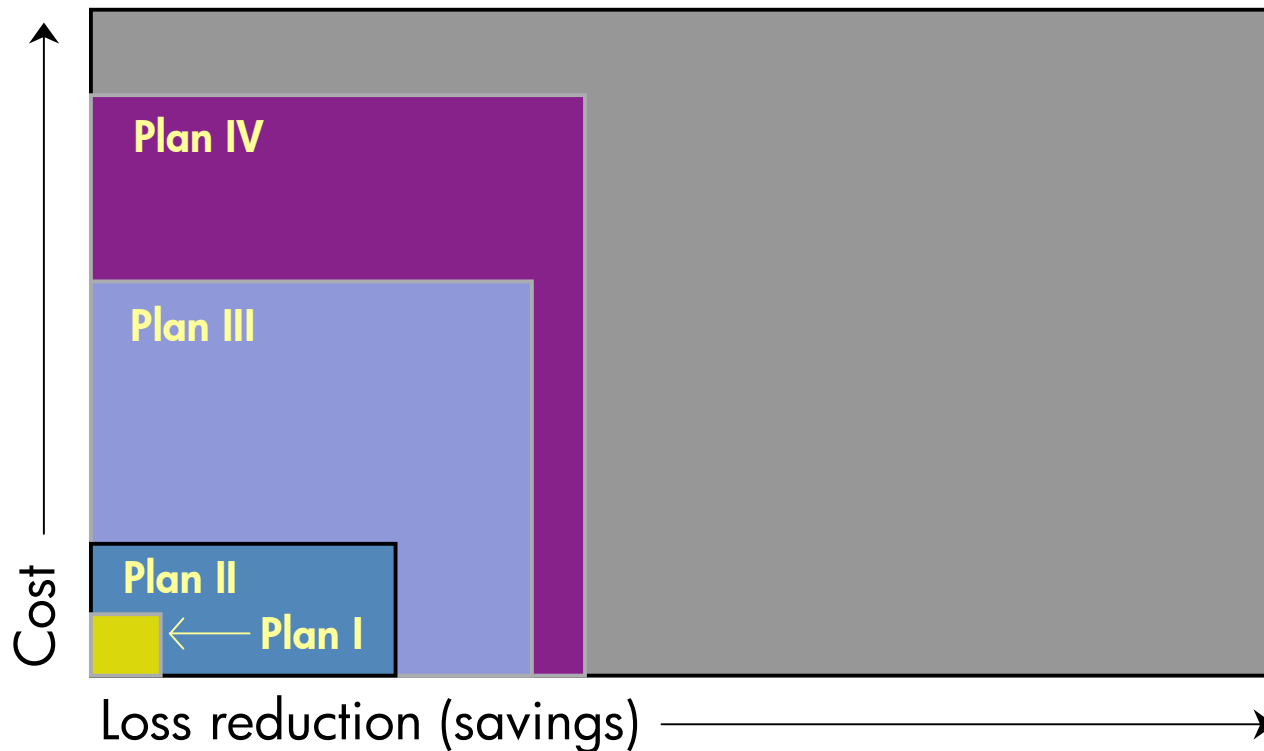 Plan IV
Plan III
Plan II
Plan I
Cost
Loss reduction (savings)